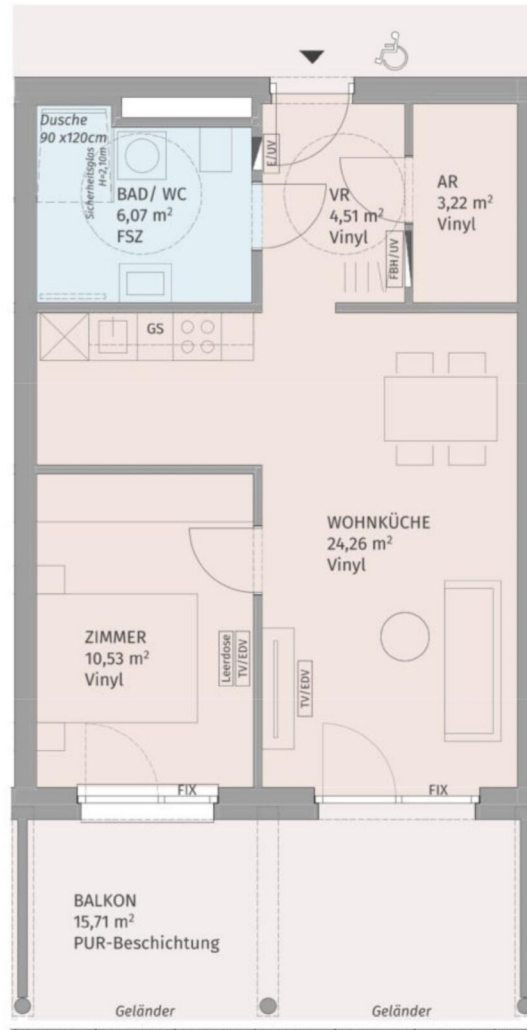 Dusche
90 x120cm
Sicherheitsglas
H=2,10m
BAD/ WC
6,07 m²
FSZ
E/UV
VR
4,51 m²
Vinyl
FBH/UV
AR
3,22 m²
Vinyl
GS
WOHNKÜCHE
24,26 m²
Vinyl
ZIMMER
10,53 m²
Vinyl
Leerdose
TV/EDV
TV/EDV
FIX
FIX
BALKON
15,71 m²
PUR-Beschichtung
Geländer
Geländer